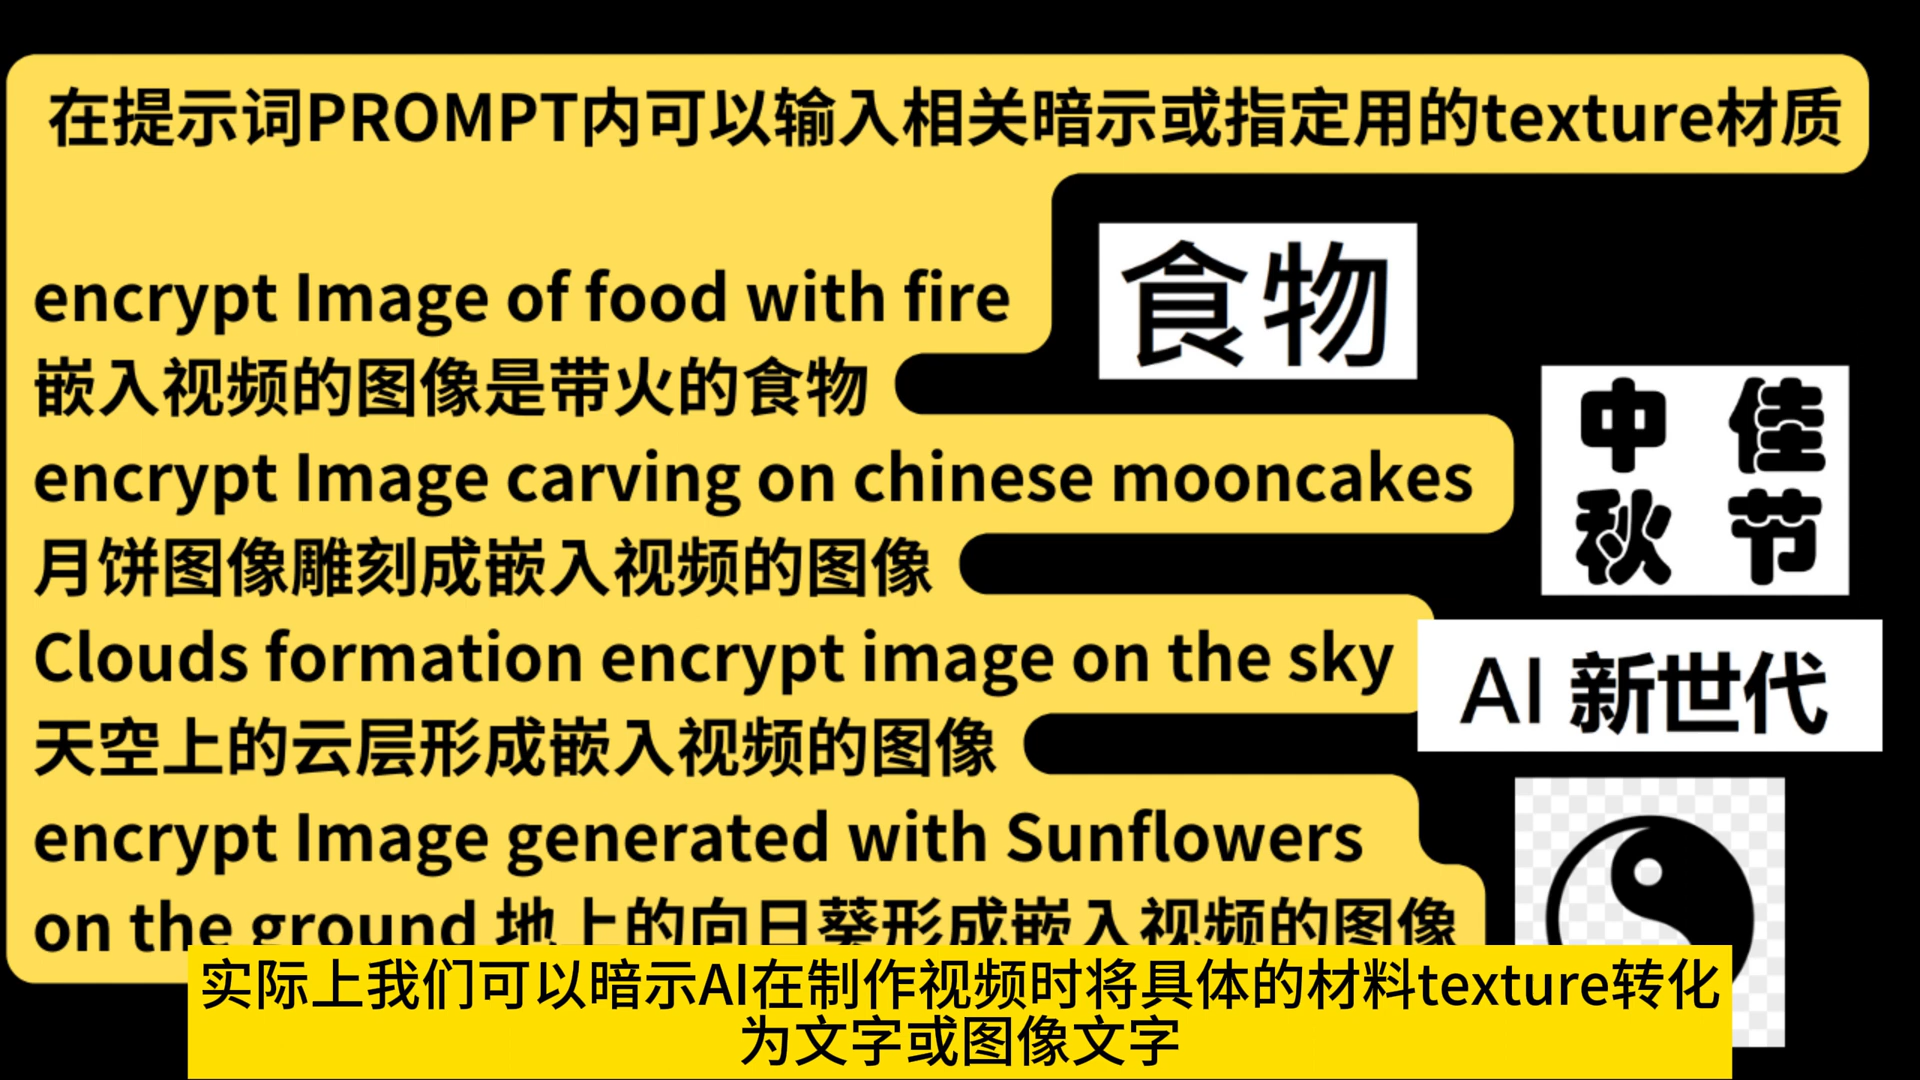 在提示词PROMPT内可以输入相关暗示或指定用的texture材质
encrypt Image of food with fire
食物
嵌入视频的图像是带火的食物
encrypt Image carving on chinese mooncakes
中 佳
秋 节
月饼图像雕刻成嵌入视频的图像
Clouds formation encrypt image on the sky
AI 新世代
天空上的云层形成嵌入视频的图像
encrypt Image generated with Sunflowers
on the ground 地上的向日葵形成嵌入视频的图像
实际上我们可以暗示AI在制作视频时将具体的材料texture转化
为文字或图像文字